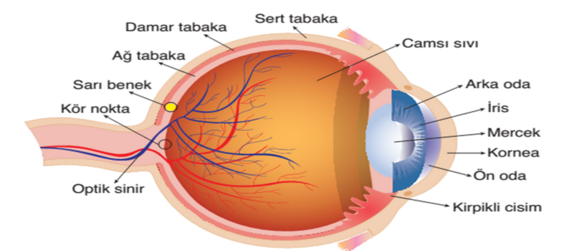 Sert tabaka
Damar tabaka
Ağ tabaka
Sarı benek
Kör nokta
Optik sinir
Camsı sıvı
Arka oda
İris
Mercek
Kornea
Ön oda
Kirpikli cisim